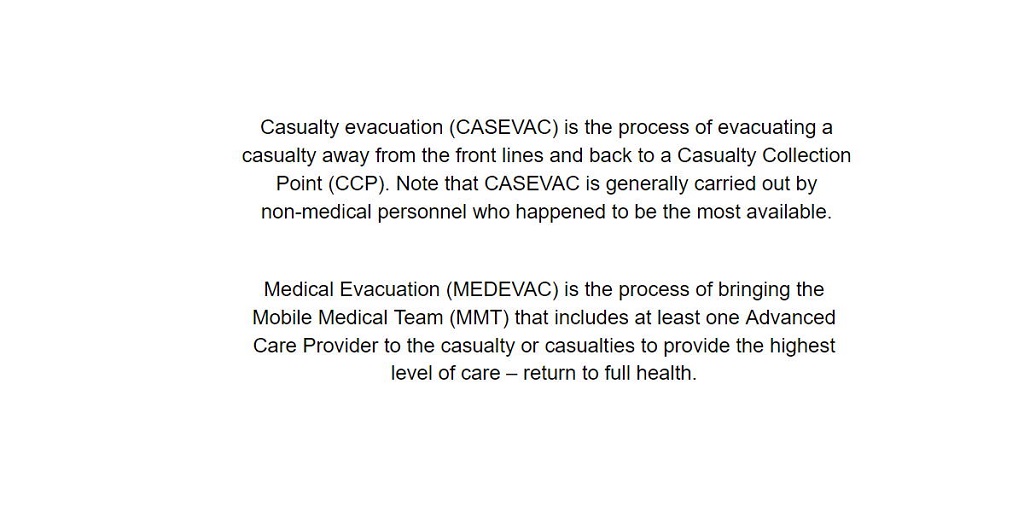 Casualty evacuation (CASEVAC) is the process of evacuating a
casualty away from the front lines and back to a Casualty Collection
Point (CCP). Note that CASEVAC is generally carried out by
non-medical personnel who happened to be the most available.
Medical Evacuation (MEDEVAC) is the process of bringing the
Mobile Medical Team (MMT) that includes at least one Advanced
Care Provider to the casualty or casualties to provide the highest
level of care – return to full health.